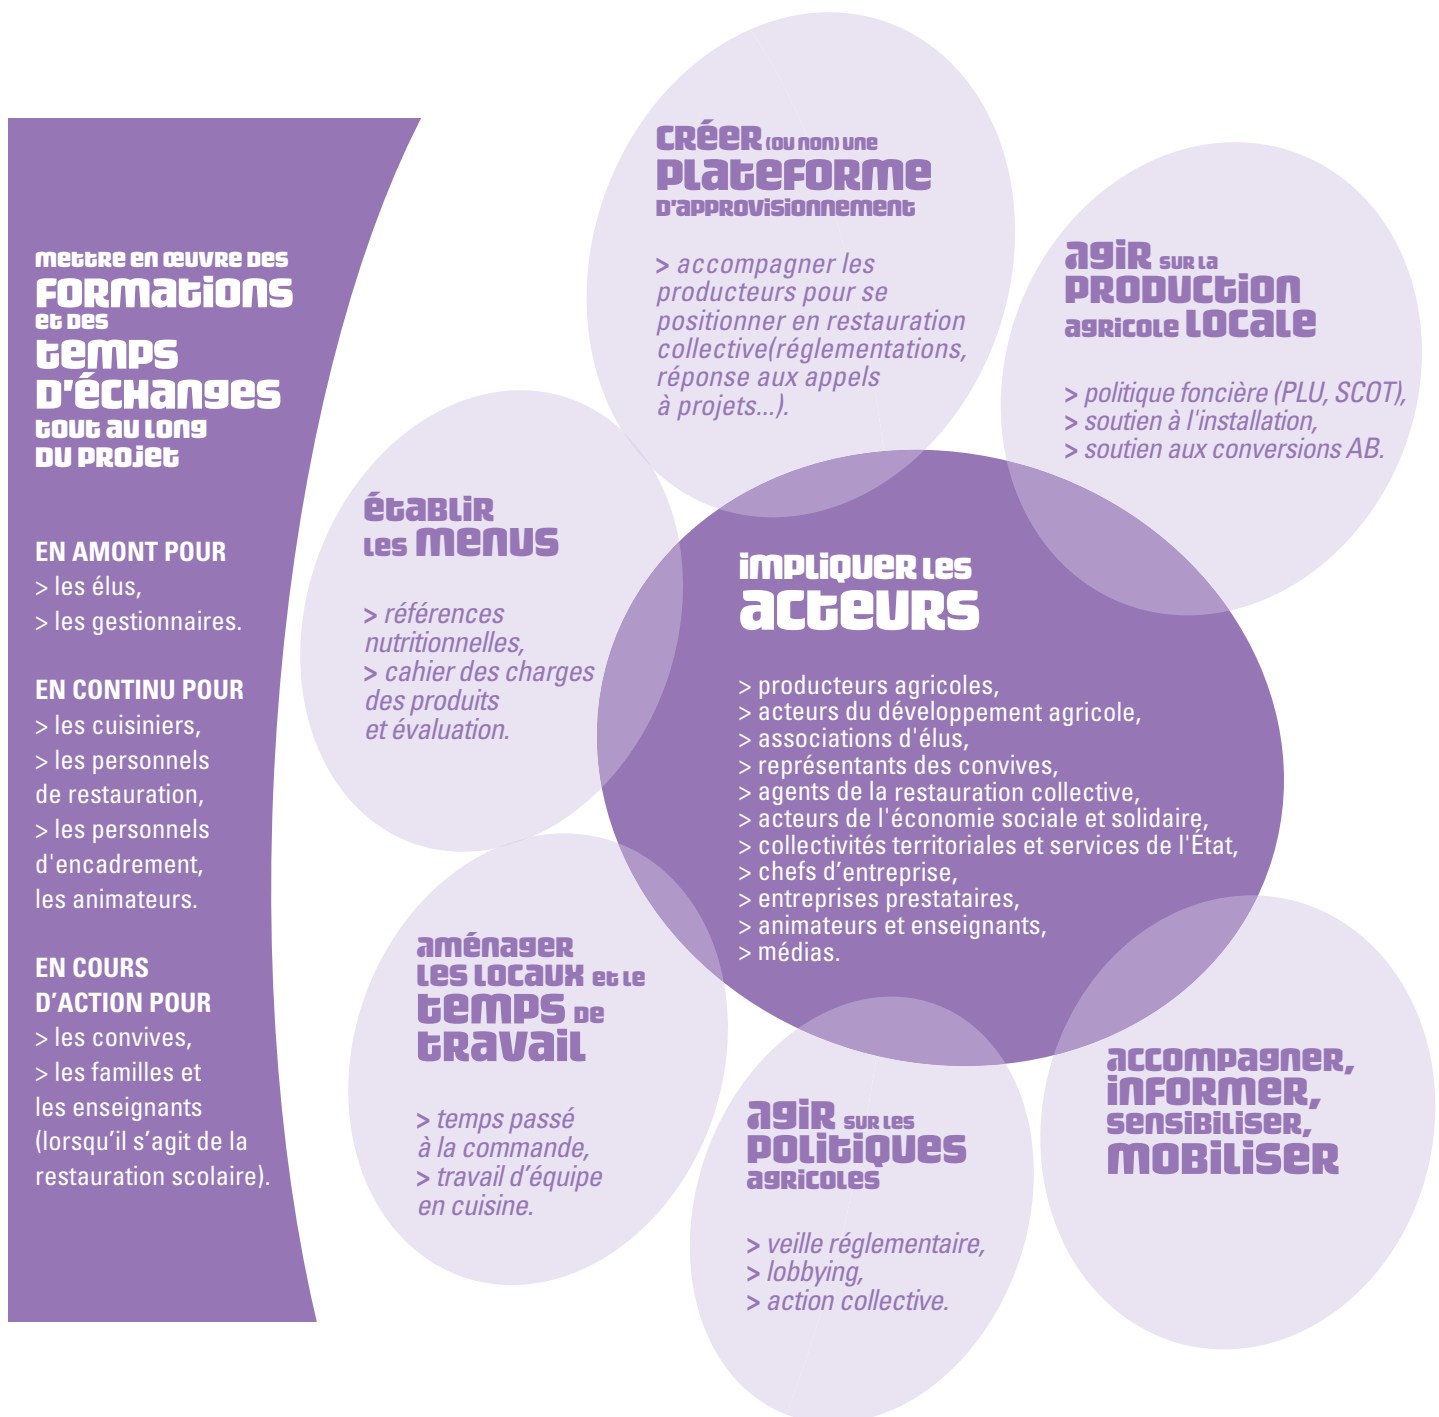 mettre en œuvre des
formations
et des
temps
d'échanges
tout au long
du projet
EN AMONT POUR
> les élus,
> les gestionnaires.
EN CONTINU POUR
> les cuisiniers,
> les personnels
de restauration,
> les personnels
d'encadrement,
les animateurs.
EN COURS
D’ACTION POUR
> les convives,
> les familles et
les enseignants
(lorsqu’il s’agit de la
restauration scolaire).
créer (ou non) une
plateforme
d'approvisionnement
> accompagner les
producteurs pour se
positionner en restauration
collective(réglementations,
réponse aux appels
à projets...).
agir sur la
production
agricole locale
> politique foncière (PLU, SCOT),
> soutien à l'installation,
> soutien aux conversions AB.
établir
les menus
> références
nutritionnelles,
> cahier des charges
des produits
et évaluation.
impliquer les
acteurs
> producteurs agricoles,
> acteurs du développement agricole,
> associations d'élus,
> représentants des convives,
> agents de la restauration collective,
> acteurs de l'économie sociale et solidaire,
> collectivités territoriales et services de l'État,
> chefs d’entreprise,
> entreprises prestataires,
> animateurs et enseignants,
> médias.
aménager
les locaux et le
temps de
travail
> temps passé
à la commande,
> travail d’équipe
en cuisine.
agir sur les
politiques
agricoles
> veille réglementaire,
> lobbying,
> action collective.
accompagner,
informer,
sensibiliser,
mobiliser